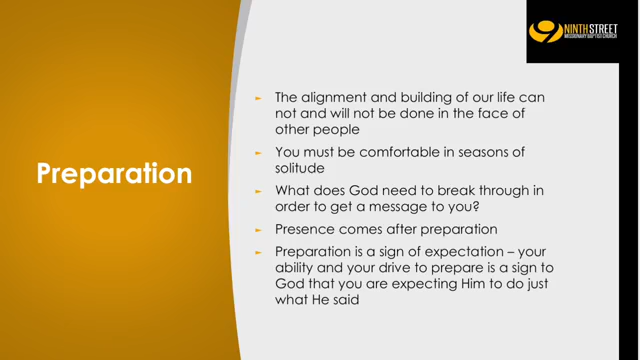 NINTH STREET
MISSIONARY BAPTIST CHURCH
Preparation
► The alignment and building of our life can
not and will not be done in the face of
other people
► You must be comfortable in seasons of
solitude
► What does God need to break through in
order to get a message to you?
► Presence comes after preparation
► Preparation is a sign of expectation – your
ability and your drive to prepare is a sign to
God that you are expecting Him to do just
what He said